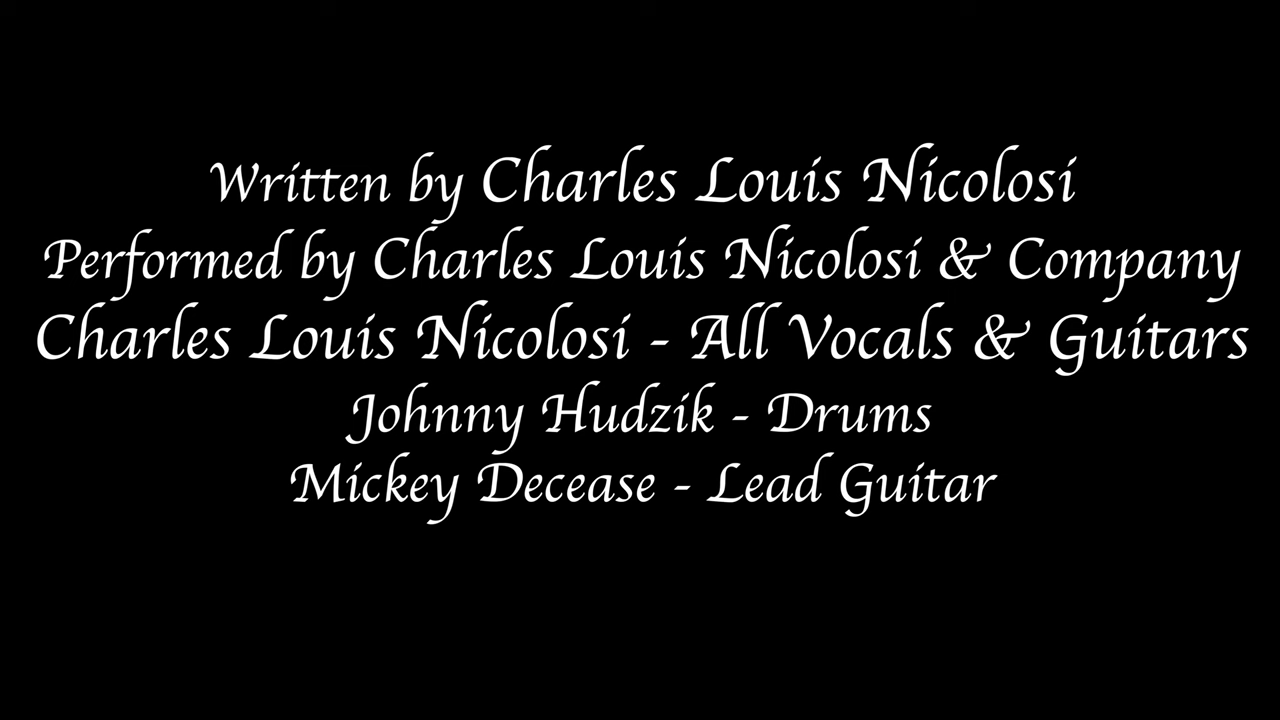 Written by Charles Louis Nicolosi
Performed by Charles Louis Nicolosi & Company
Charles Louis Nicolosi - All Vocals & Guitars
Johnny Hudzik - Drums
Mickey Decease - Lead Guitar